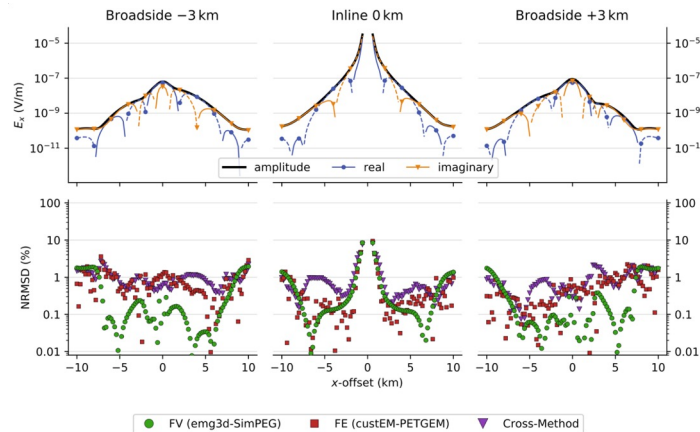 Broadside −3 km Inline 0 km Broadside +3 km
10⁻⁵ 10⁻⁵
10⁻⁷ 10⁻⁷
10⁻⁹ 10⁻⁹
10⁻¹¹ 10⁻¹¹
Eₓ (V/m)
amplitude real imaginary
100 100
10 10
1 1
0.1 0.1
0.01 0.01
NRMSD (%)
−10 −5 0 5 10 −10 −5 0 5 10 −10 −5 0 5 10
x-offset (km)
FV (emg3d-SimPEG) FE (custEM-PETGEM) Cross-Method